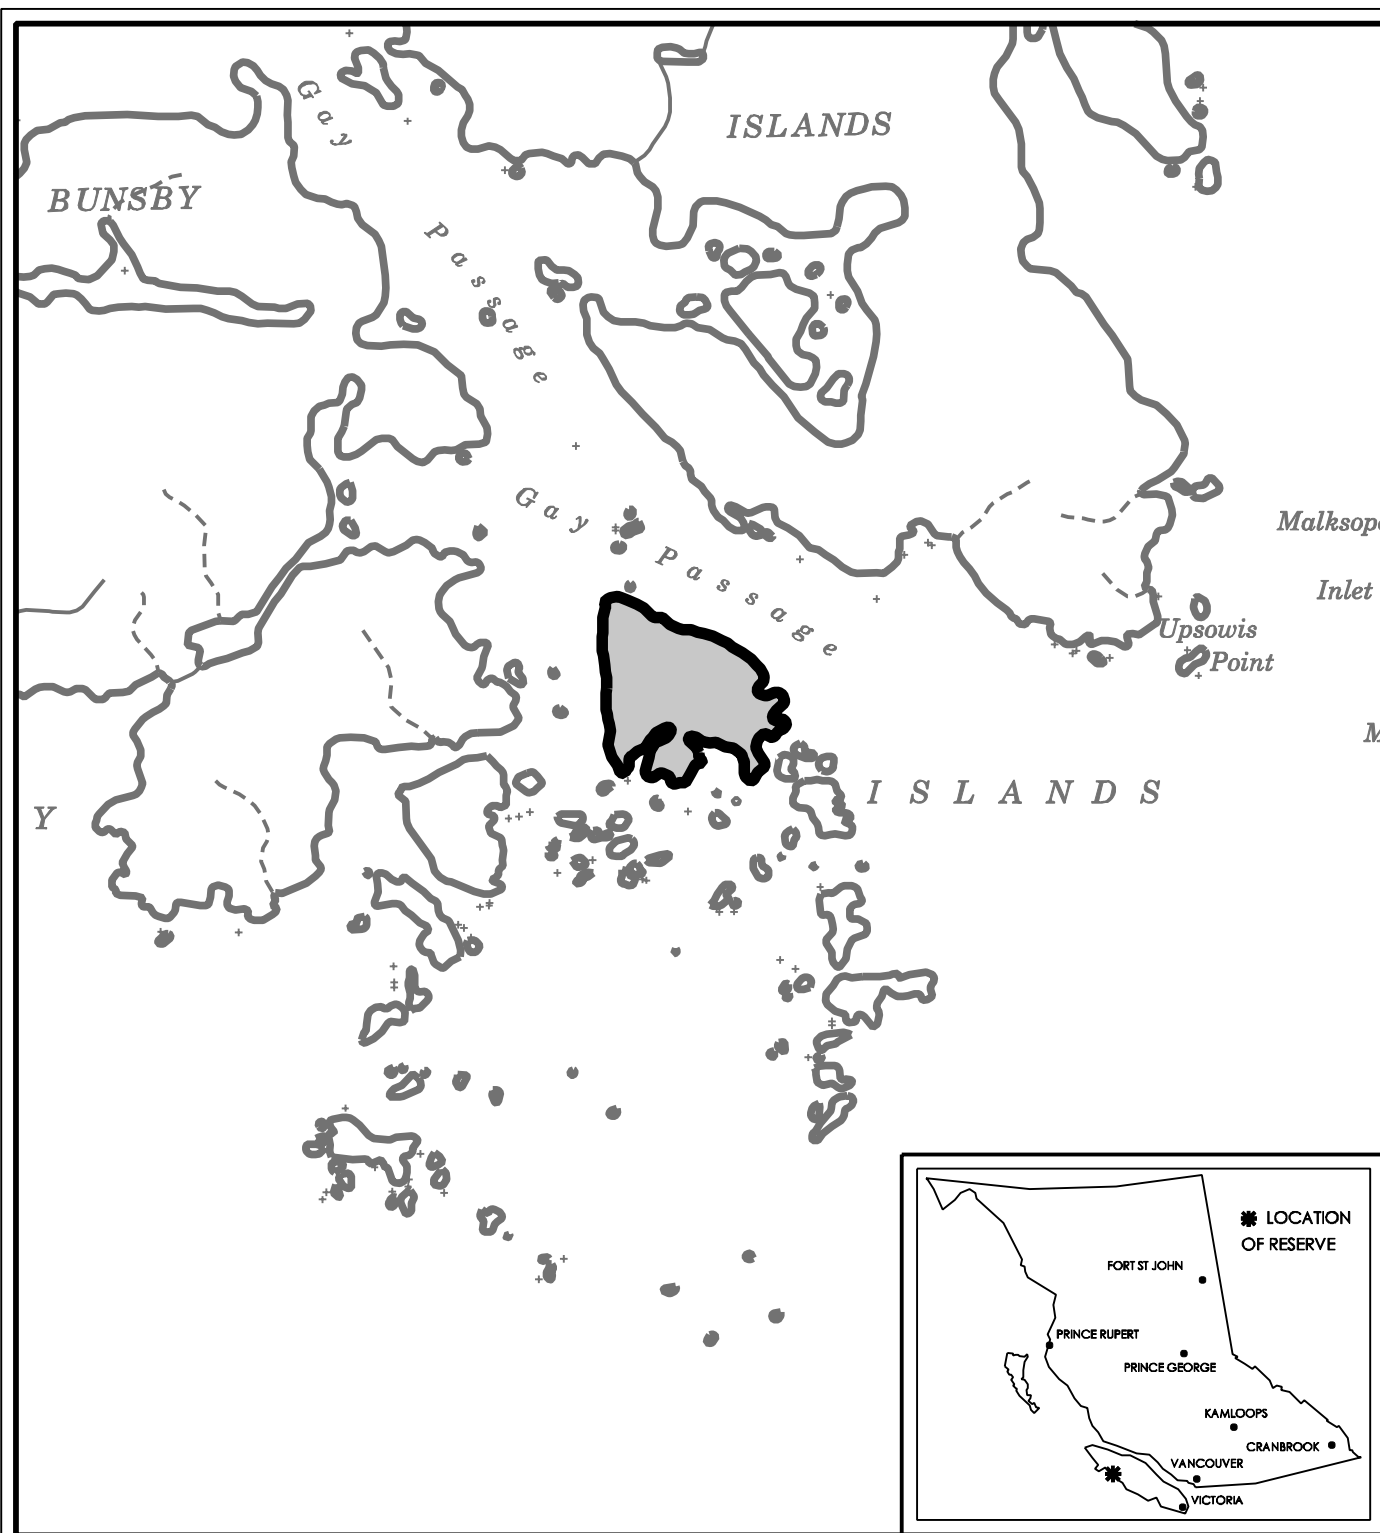 Gay
ISLANDS
BUNSBY
Passage
Gay
Passage
Malksop
Inlet
Upsowis
Point
M
Y
ISLANDS
LOCATION
OF RESERVE
FORT ST JOHN
PRINCE RUPERT
PRINCE GEORGE
KAMLOOPS
CRANBROOK
VANCOUVER
VICTORIA